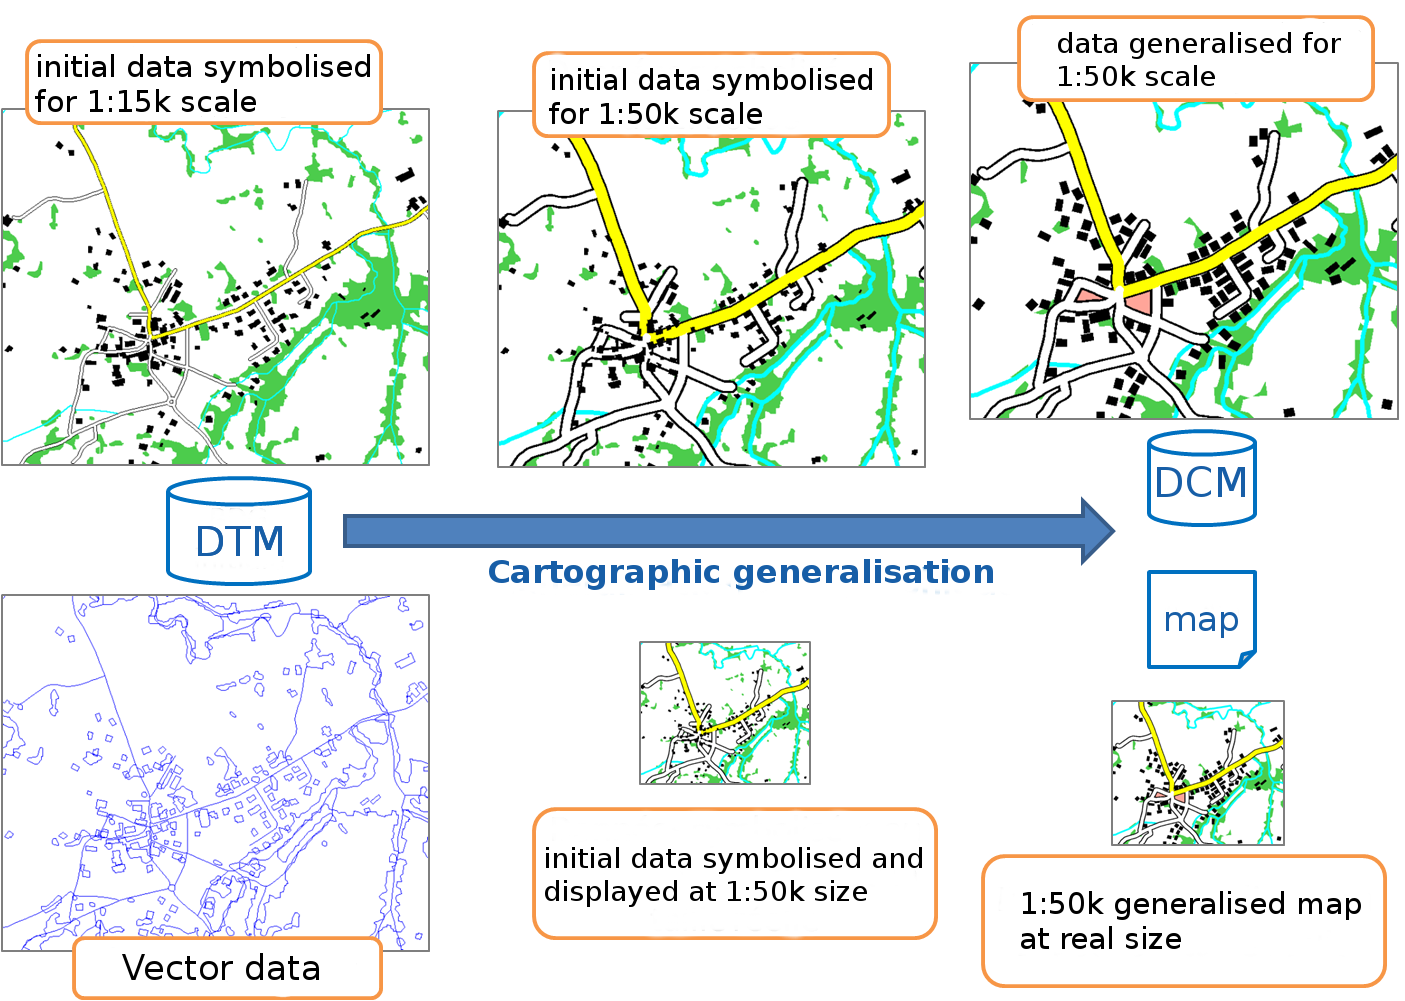 initial data symbolised
for 1:15k scale
initial data symbolised
for 1:50k scale
data generalised for
1:50k scale
DTM
DCM
Cartographic generalisation
map
Vector data
initial data symbolised and
displayed at 1:50k size
1:50k generalised map
at real size